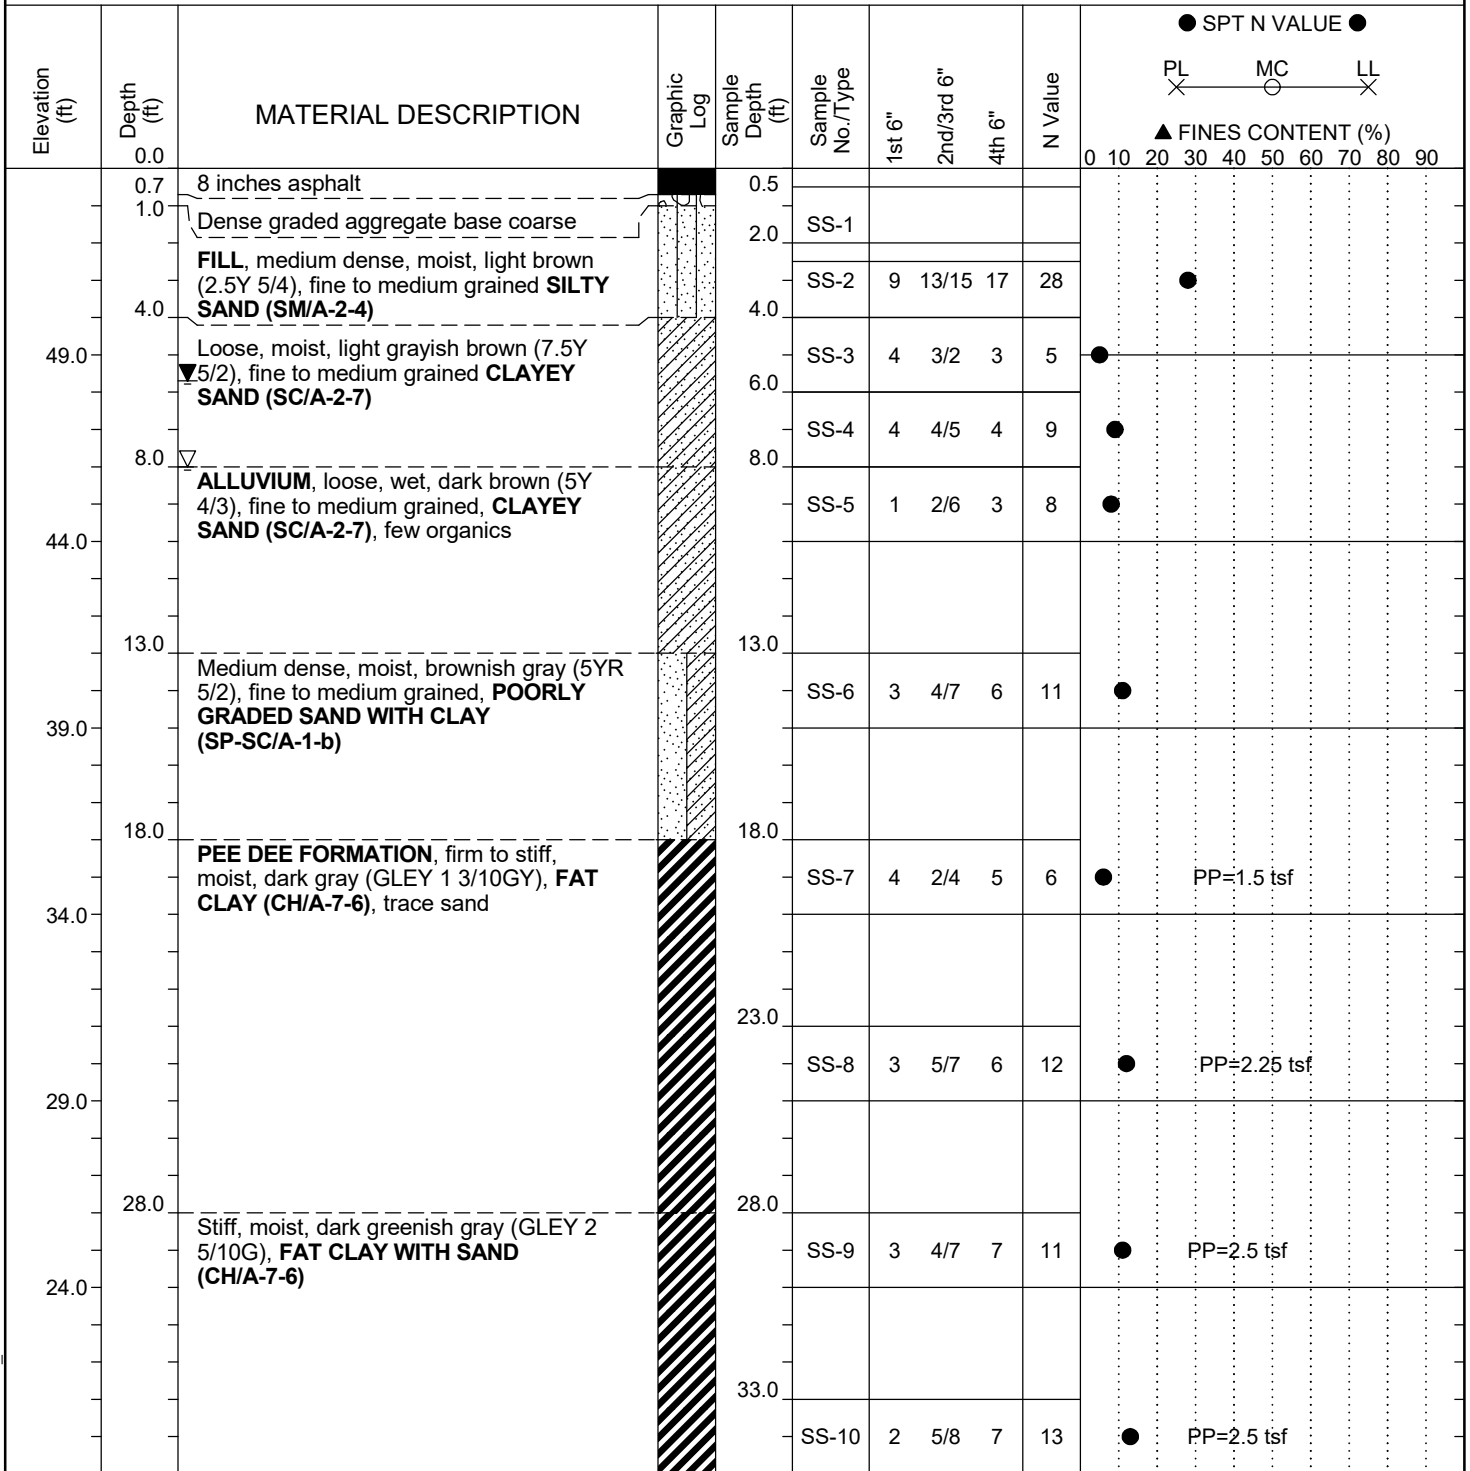 ● SPT N VALUE ●
PL MC LL
▲ FINES CONTENT (%)
0 10 20 30 40 50 60 70 80 90
Elevation
(ft)
Depth
(ft)
0.0
MATERIAL DESCRIPTION
Graphic
Log
Sample
Depth
(ft)
Sample
No./Type
1st 6"
2nd/3rd 6"
4th 6"
N Value
0.7 8 inches asphalt 0.5
1.0 Dense graded aggregate base coarse SS-1
2.0
FILL, medium dense, moist, light brown
(2.5Y 5/4), fine to medium grained SILTY SS-2 9 13/15 17 28
SAND (SM/A-2-4)
4.0 4.0
49.0 Loose, moist, light grayish brown (7.5Y SS-3 4 3/2 3 5
5/2), fine to medium grained CLAYEY
SAND (SC/A-2-7) 6.0
SS-4 4 4/5 4 9
8.0 8.0
ALLUVIUM, loose, wet, dark brown (5Y
4/3), fine to medium grained, CLAYEY SS-5 1 2/6 3 8
SAND (SC/A-2-7), few organics
44.0
13.0 13.0
Medium dense, moist, brownish gray (5YR
5/2), fine to medium grained, POORLY SS-6 3 4/7 6 11
GRADED SAND WITH CLAY
39.0
(SP-SC/A-1-b)
18.0 18.0
PEE DEE FORMATION, firm to stiff,
moist, dark gray (GLEY 1 3/10GY), FAT SS-7 4 2/4 5 6 PP=1.5 tsf
CLAY (CH/A-7-6), trace sand
34.0
23.0
SS-8 3 5/7 6 12 PP=2.25 tsf
29.0
28.0 28.0
Stiff, moist, dark greenish gray (GLEY 2
5/10G), FAT CLAY WITH SAND SS-9 3 4/7 7 11 PP=2.5 tsf
(CH/A-7-6)
24.0
33.0
SS-10 2 5/8 7 13 PP=2.5 tsf